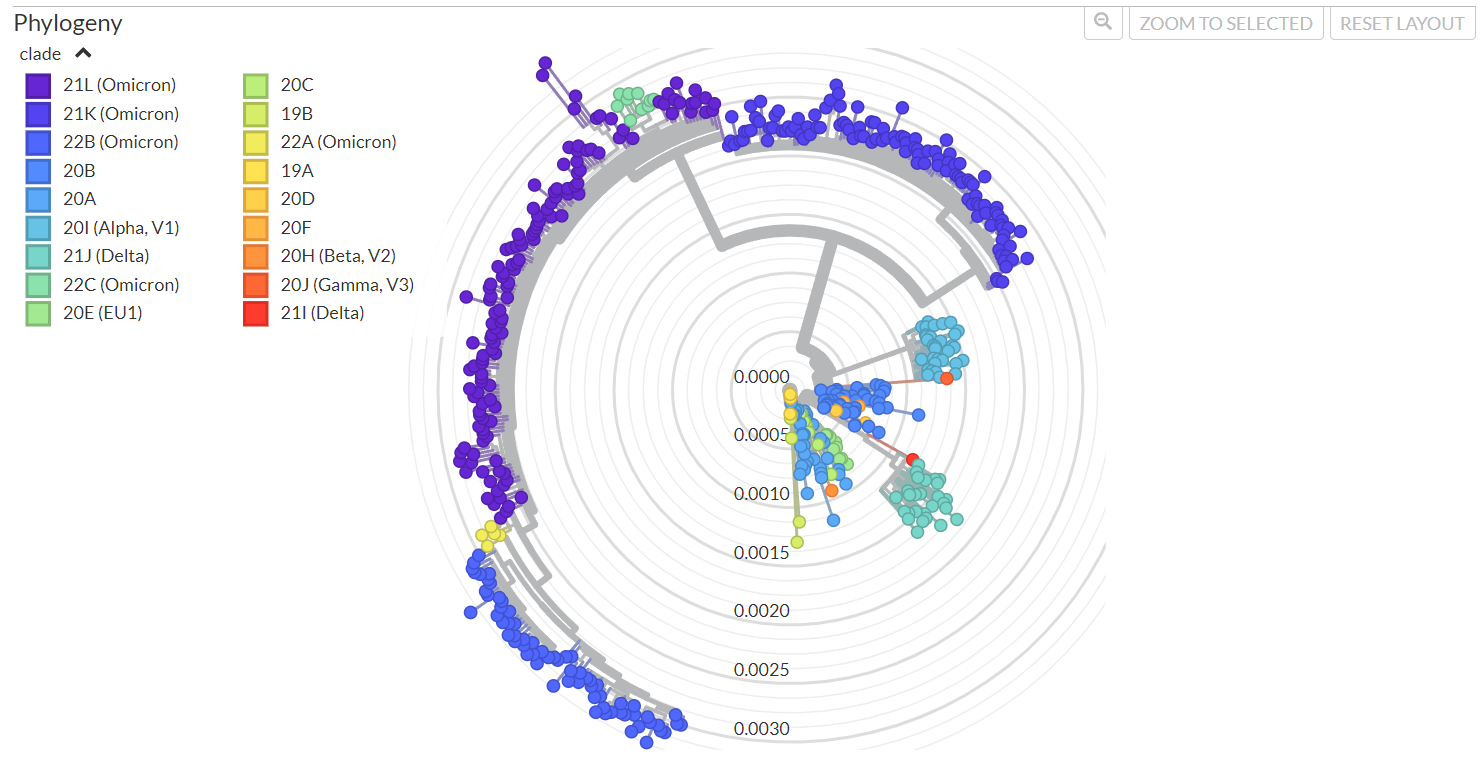 Phylogeny
ZOOM TO SELECTED
RESET LAYOUT
clade
21L (Omicron)
21K (Omicron)
22B (Omicron)
20B
20A
20I (Alpha, V1)
21J (Delta)
22C (Omicron)
20E (EU1)
20C
19B
22A (Omicron)
19A
20D
20F
20H (Beta, V2)
20J (Gamma, V3)
21I (Delta)
0.0000
0.0005
0.0010
0.0015
0.0020
0.0025
0.0030